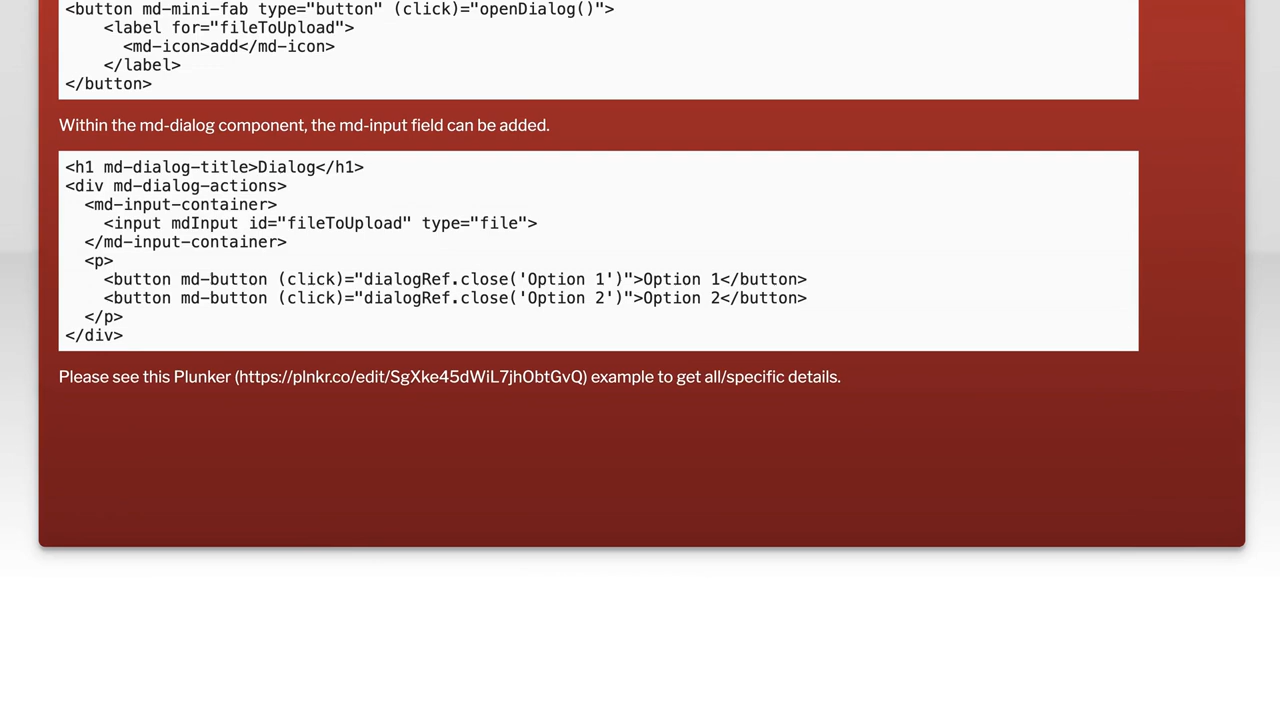 <button md-mini-fab type="button" (click)="openDialog()">
<label for="fileToUpload">
<md-icon>add</md-icon>
</label>
</button>
Within the md-dialog component, the md-input field can be added.
<h1 md-dialog-title>Dialog</h1>
<div md-dialog-actions>
<md-input-container>
<input mdInput id="fileToUpload" type="file">
</md-input-container>
<p>
<button md-button (click)="dialogRef.close('Option 1')">Option 1</button>
<button md-button (click)="dialogRef.close('Option 2')">Option 2</button>
</p>
</div>
Please see this Plunker (https://plnkr.co/edit/SgXke45dWiL7jhObtGvQ) example to get all/specific details.